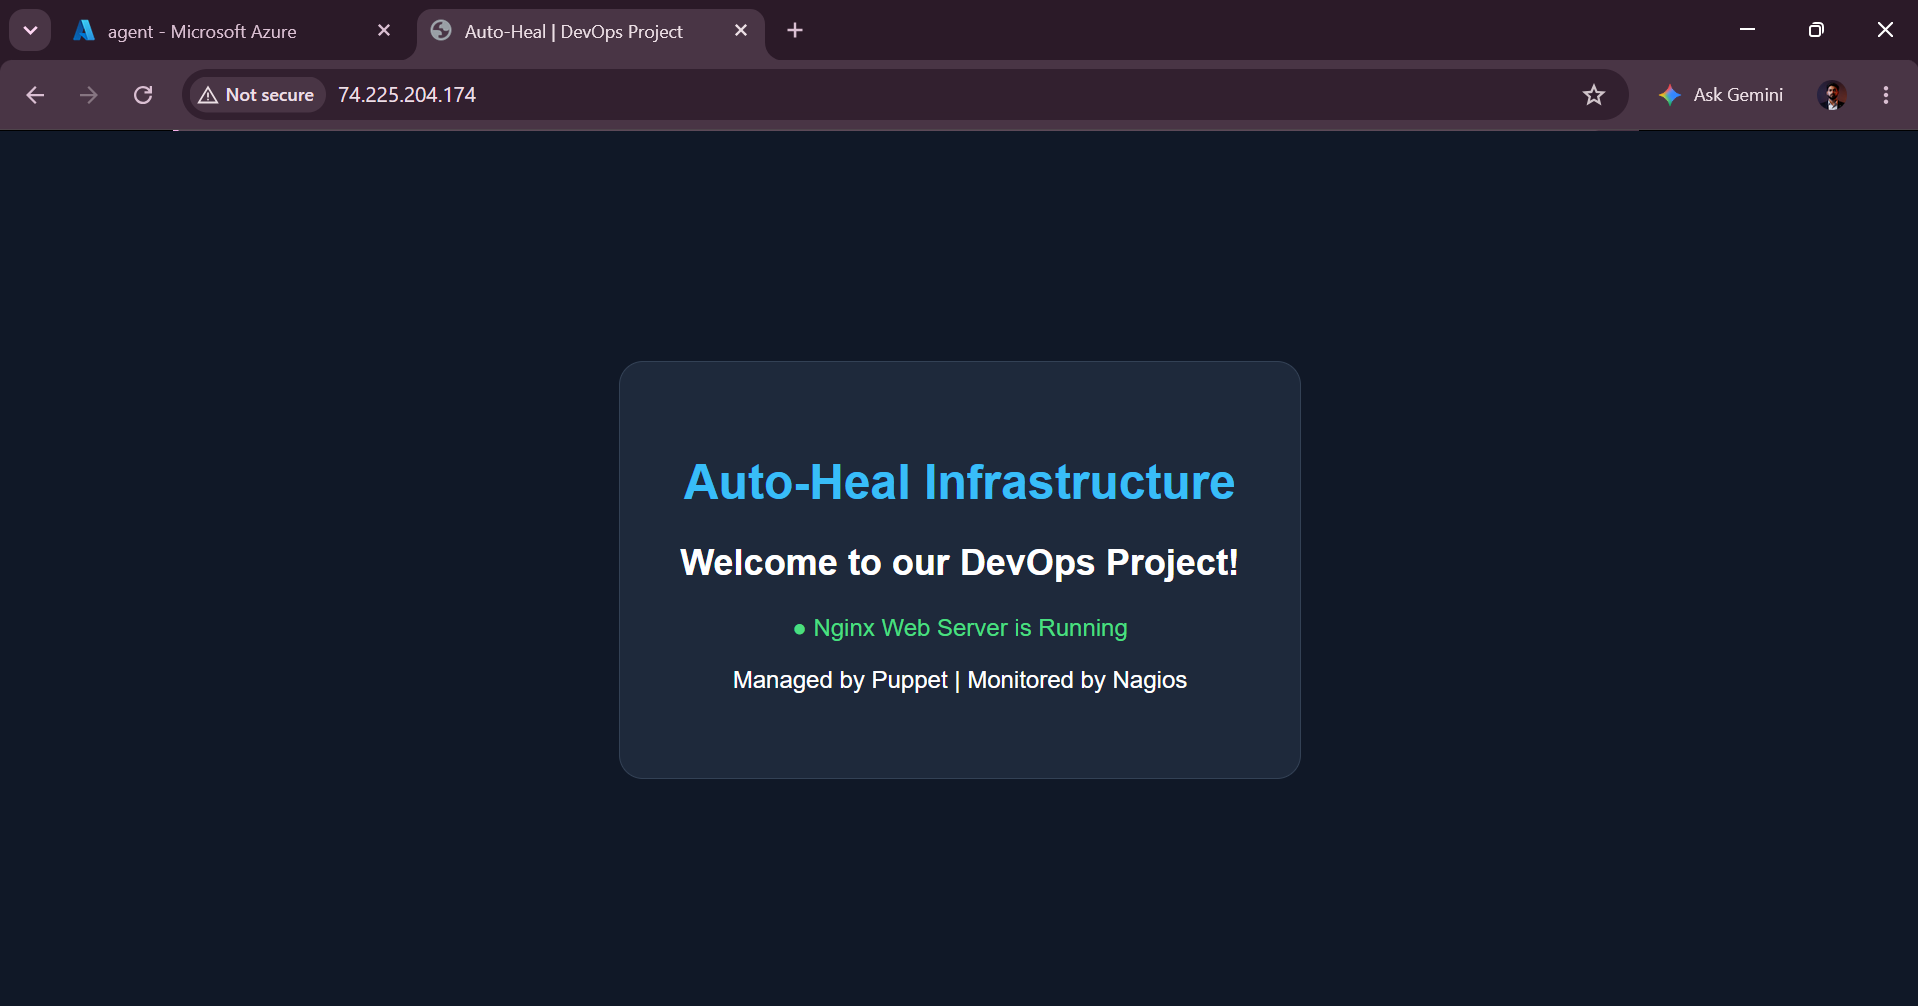 agent - Microsoft Azure
Auto-Heal | DevOps Project
Not secure
74.225.204.174
Ask Gemini
Auto-Heal Infrastructure
Welcome to our DevOps Project!
● Nginx Web Server is Running
Managed by Puppet | Monitored by Nagios